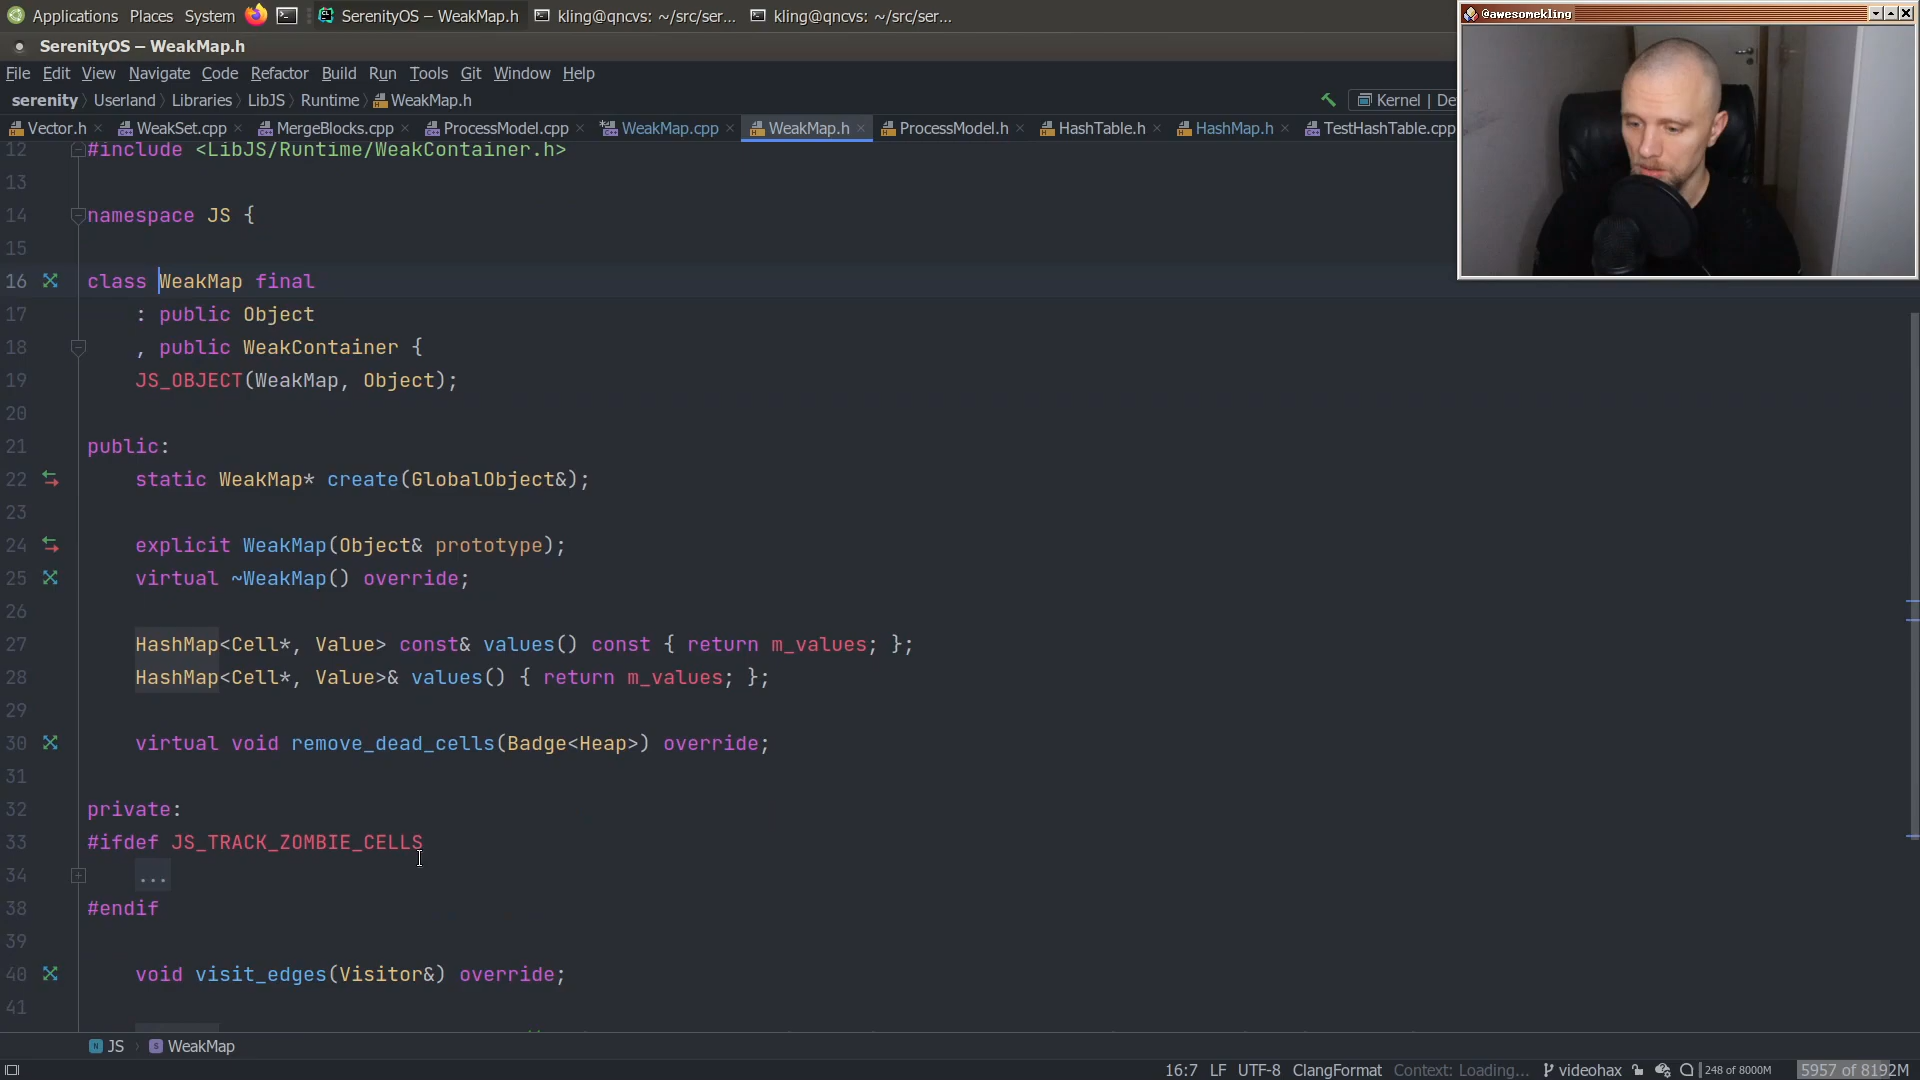 Applications Places System SerenityOS – WeakMap.h kling@qncvs: ~/src/ser... kling@qncvs: ~/src/ser...
@awesomekling
SerenityOS – WeakMap.h
File Edit View Navigate Code Refactor Build Run Tools Git Window Help
serenity Userland Libraries LibJS Runtime WeakMap.h Kernel | De
Vector.h WeakSet.cpp MergeBlocks.cpp ProcessModel.cpp WeakMap.cpp WeakMap.h ProcessModel.h HashTable.h HashMap.h TestHashTable.cpp
12 #include <LibJS/Runtime/WeakContainer.h>
13
14 namespace JS {
15
16 class WeakMap final
17 : public Object
18 , public WeakContainer {
19 JS_OBJECT(WeakMap, Object);
20
21 public:
22 static WeakMap* create(GlobalObject&);
23
24 explicit WeakMap(Object& prototype);
25 virtual ~WeakMap() override;
26
27 HashMap<Cell*, Value> const& values() const { return m_values; };
28 HashMap<Cell*, Value>& values() { return m_values; };
29
30 virtual void remove_dead_cells(Badge<Heap>) override;
31
32 private:
33 #ifdef JS_TRACK_ZOMBIE_CELLS
34 ...
38 #endif
39
40 void visit_edges(Visitor&) override;
41
JS WeakMap
16:7 LF UTF-8 ClangFormat Context: Loading... videohax 248 of 8000M 5957 of 8192M